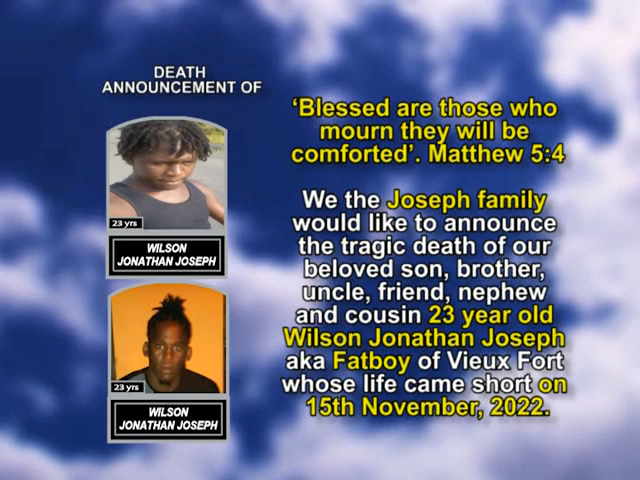 DEATH
ANNOUNCEMENT OF
23 yrs
WILSON
JONATHAN JOSEPH
23 yrs
WILSON
JONATHAN JOSEPH
‘Blessed are those who
mourn they will be
comforted’. Matthew 5:4
We the Joseph family
would like to announce
the tragic death of our
beloved son, brother,
uncle, friend, nephew
and cousin 23 year old
Wilson Jonathan Joseph
aka Fatboy of Vieux Fort
whose life came short on
15th November, 2022.